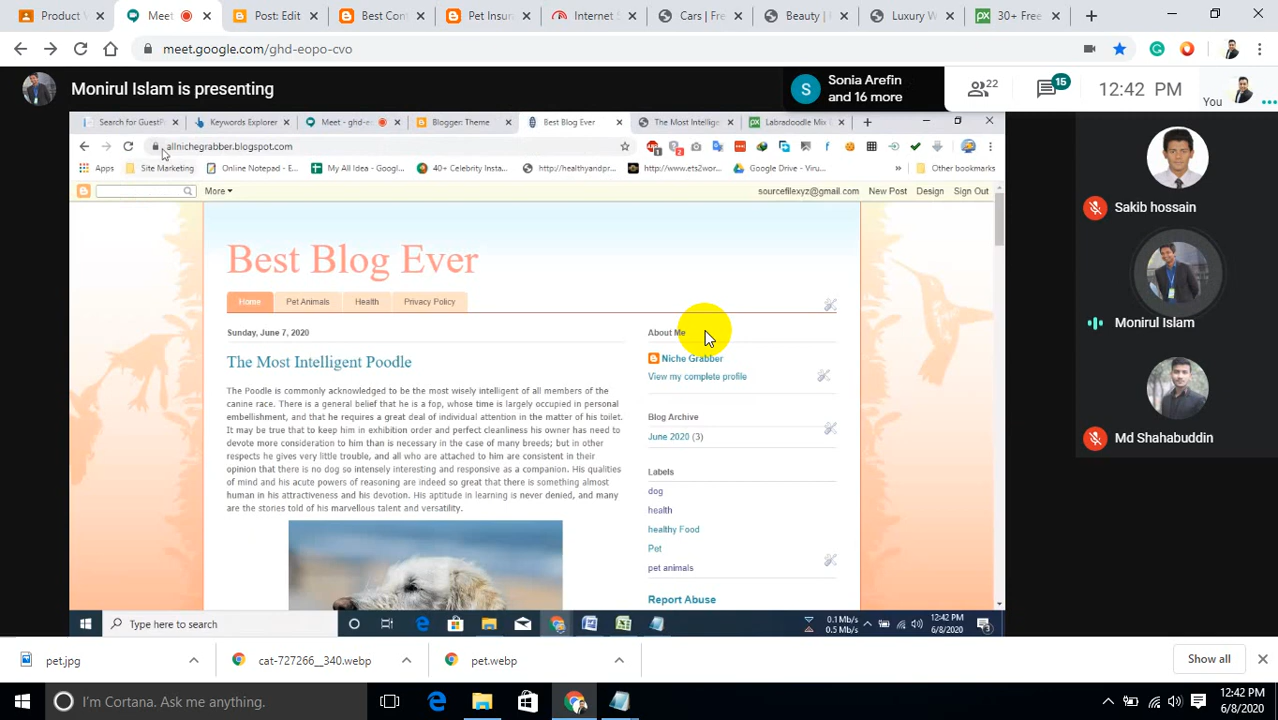 Product W
Meet
Post: Edit
Best Con
Pet Insur
Internet S
Cars | Free
Beauty |
Luxury W
30+ Free
meet.google.com/ghd-eopo-cvo
Monirul Islam is presenting
S
Sonia Arefin
and 16 more
22
15
12:42 PM
You
Search for GuestP
Keywords Explorer
Meet - ghd-e
Blogger: Theme
Best Blog Ever
The Most Intellige
Labradoodle Mix
allnichegrabber.blogspot.com
Apps
Site Marketing
Online Notepad - E...
My All Idea - Googl...
40+ Celebrity Insta...
http://healthyandpr...
http://www.ets2wor...
Google Drive - Viru...
Other bookmarks
More
sourcefilexyz@gmail.com
New Post
Design
Sign Out
Best Blog Ever
Home
Pet Animals
Health
Privacy Policy
Sunday, June 7, 2020
The Most Intelligent Poodle
The Poodle is commonly acknowledged to be the most wisely intelligent of all members of the
canine race. There is a general belief that he is a fop, whose time is largely occupied in personal
embellishment, and that he requires a great deal of individual attention in the matter of his toilet.
It may be true that to keep him in exhibition order and perfect cleanliness his owner has need to
devote more consideration to him than is necessary in the case of many breeds; but in other
respects he gives very little trouble, and all who are attached to him are consistent in their
opinion that there is no dog so intensely interesting and responsive as a companion. His qualities
of mind and his acute powers of reasoning are indeed so great that there is something almost
human in his attractiveness and his devotion. His aptitude in learning is never denied, and many
are the stories told of his marvellous talent and versatility.
About Me
Niche Grabber
View my complete profile
Blog Archive
June 2020 (3)
Labels
dog
health
healthy Food
Pet
pet animals
Report Abuse
Sakib hossain
Monirul Islam
Md Shahabuddin
Type here to search
0.1 Mb/s
0.5 Mb/s
12:42 PM
6/8/2020
3
pet.jpg
cat-727266__340.webp
pet.webp
Show all
I'm Cortana. Ask me anything.
12:42 PM
6/8/2020